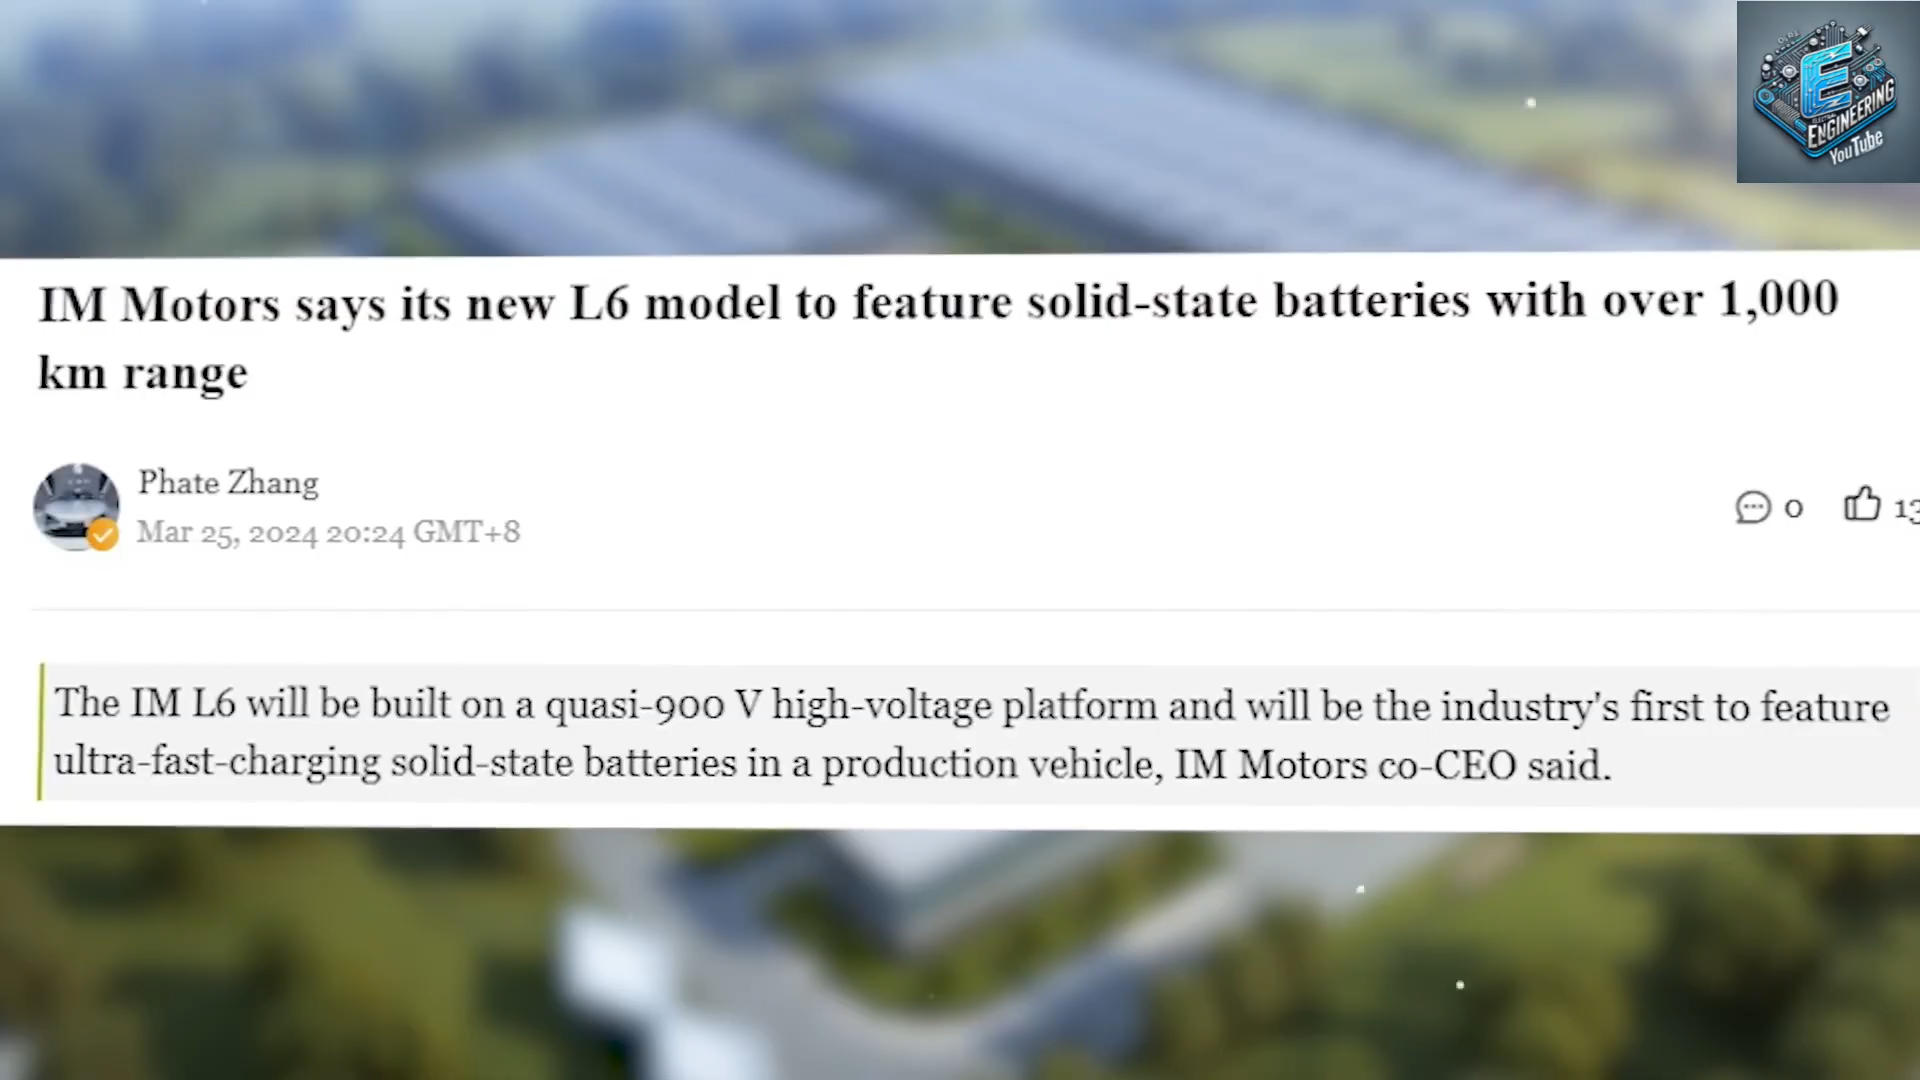 E
ENGINEERING
YouTube
IM Motors says its new L6 model to feature solid-state batteries with over 1,000
km range
Phate Zhang
Mar 25, 2024 20:24 GMT+8
0
The IM L6 will be built on a quasi-900 V high-voltage platform and will be the industry's first to feature
ultra-fast-charging solid-state batteries in a production vehicle, IM Motors co-CEO said.